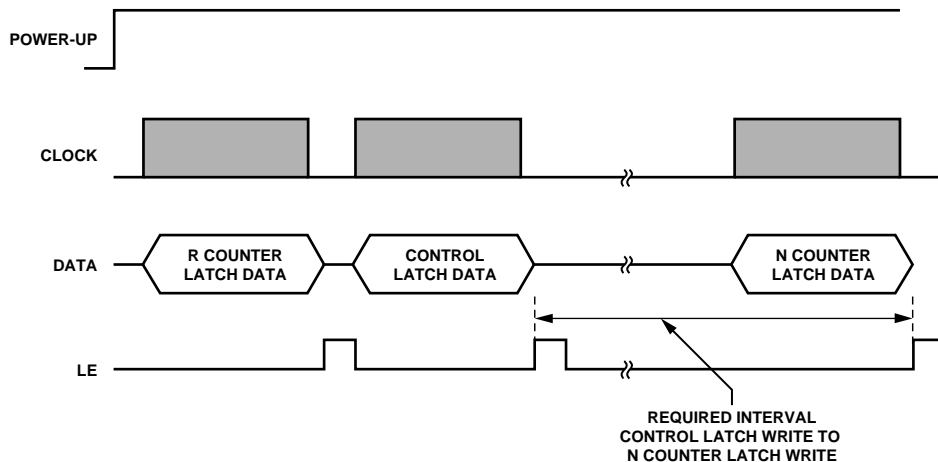 POWER-UP
CLOCK
DATA
R COUNTER
LATCH DATA
CONTROL
LATCH DATA
N COUNTER
LATCH DATA
LE
REQUIRED INTERVAL
CONTROL LATCH WRITE TO
N COUNTER LATCH WRITE